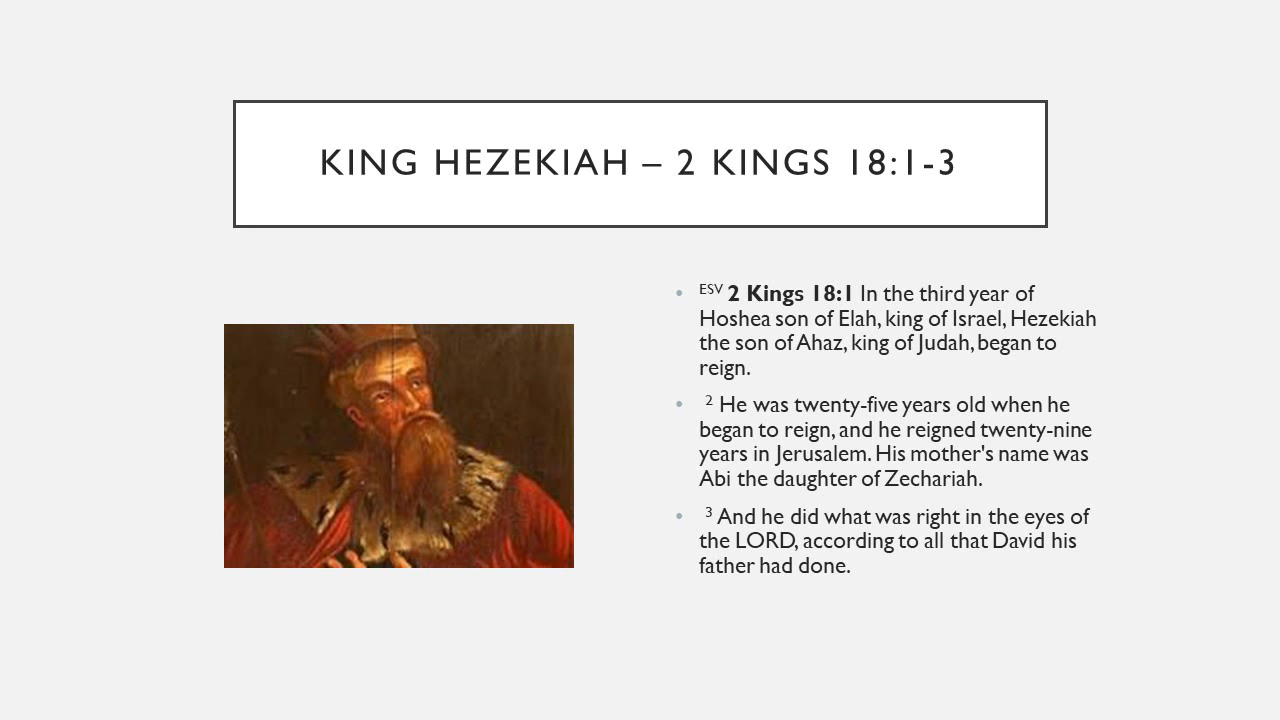 KING HEZEKIAH – 2 KINGS 18:1-3
• ESV 2 Kings 18:1 In the third year of
Hoshea son of Elah, king of Israel, Hezekiah
the son of Ahaz, king of Judah, began to
reign.
• 2 He was twenty-five years old when he
began to reign, and he reigned twenty-nine
years in Jerusalem. His mother's name was
Abi the daughter of Zechariah.
• 3 And he did what was right in the eyes of
the LORD, according to all that David his
father had done.